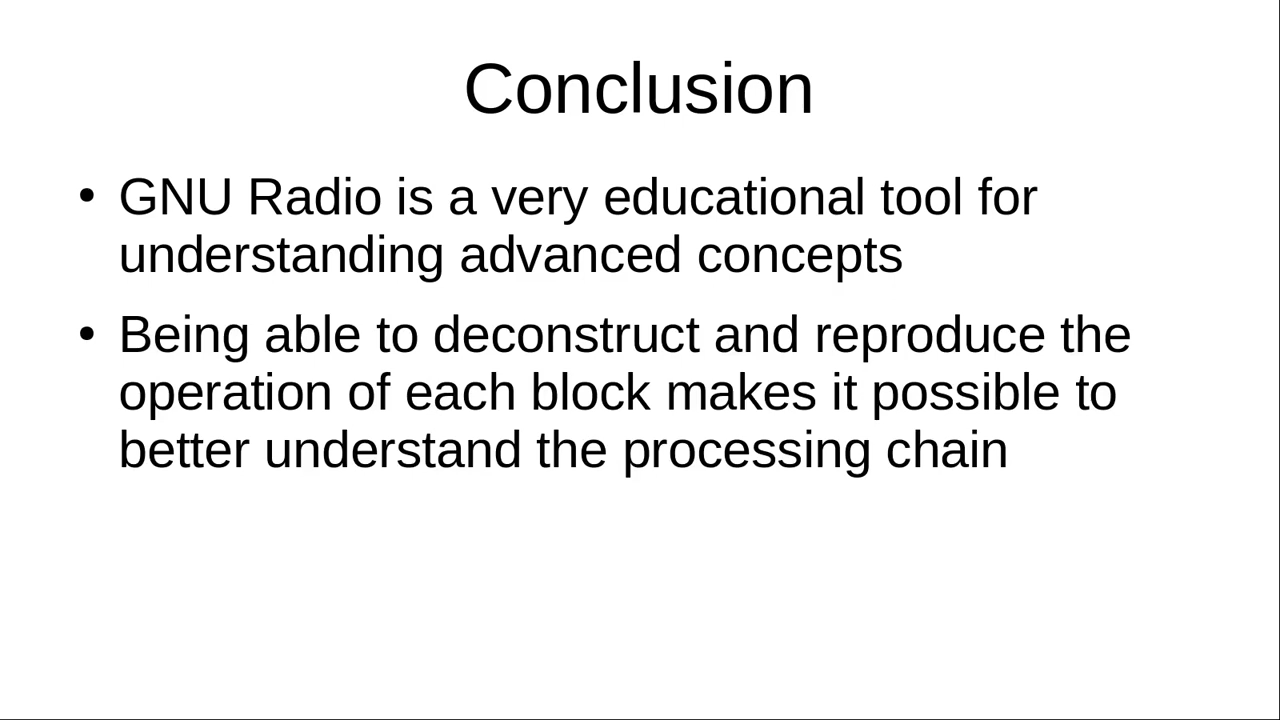 Conclusion
• GNU Radio is a very educational tool for
understanding advanced concepts
• Being able to deconstruct and reproduce the
operation of each block makes it possible to
better understand the processing chain